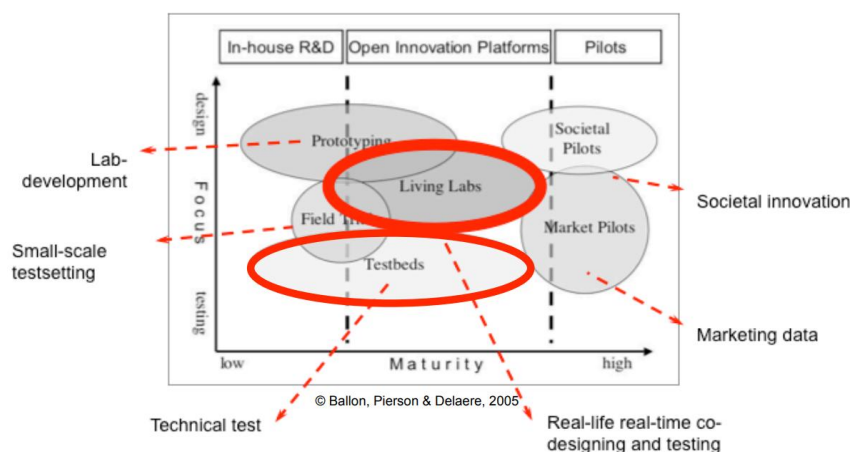 In-house R&D
Open Innovation Platforms
Pilots
design
Focus
testing
Prototyping
Societal
Pilots
Living Labs
Field
Market Pilots
Testbeds
low
Maturity
high
Lab-
development
Small-scale
testsetting
Societal innovation
Marketing data
© Ballon, Pierson & Delaere, 2005
Technical test
Real-life real-time co-
designing and testing